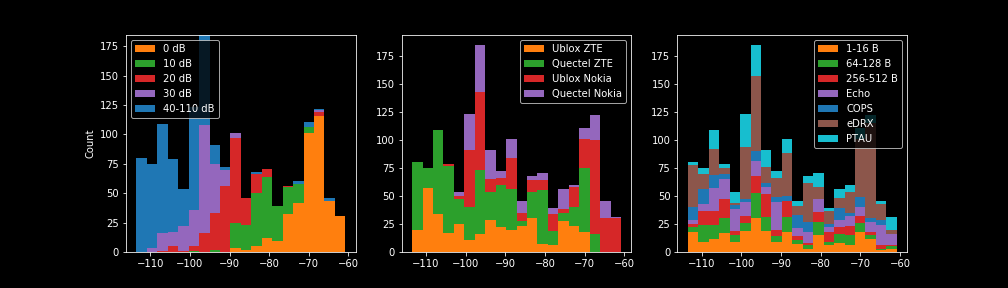 175
150
125
100
75
50
25
0
Count
0 dB
10 dB
20 dB
30 dB
40-110 dB
−110
−100
−90
−80
−70
−60
175
150
125
100
75
50
25
0
Ublox ZTE
Quectel ZTE
Ublox Nokia
Quectel Nokia
−110
−100
−90
−80
−70
−60
175
150
125
100
75
50
25
0
1-16 B
64-128 B
256-512 B
Echo
COPS
eDRX
PTAU
−110
−100
−90
−80
−70
−60